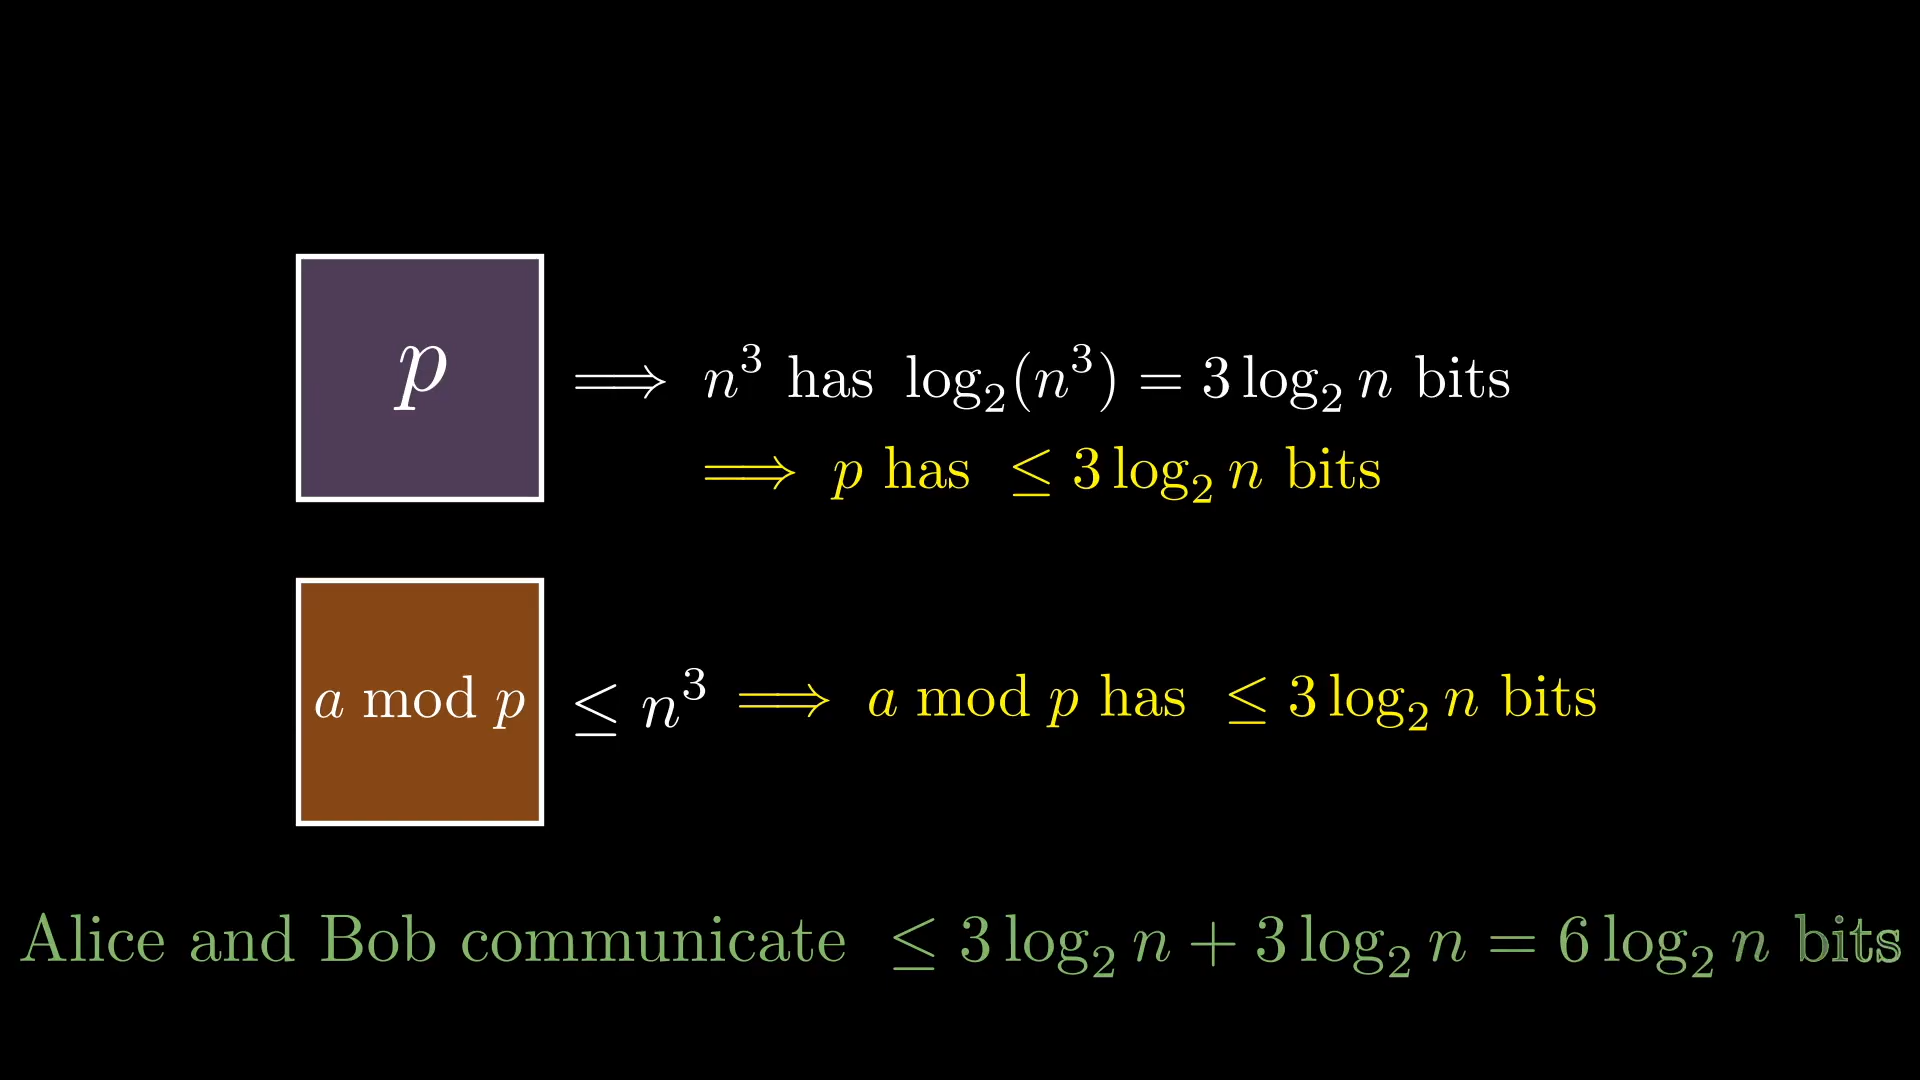 p ⟹ n³ has log₂(n³) = 3 log₂ n bits
⟹ p has ≤ 3 log₂ n bits
a mod p ≤ n³ ⟹ a mod p has ≤ 3 log₂ n bits
Alice and Bob communicate ≤ 3 log₂ n + 3 log₂ n = 6 log₂ n bits